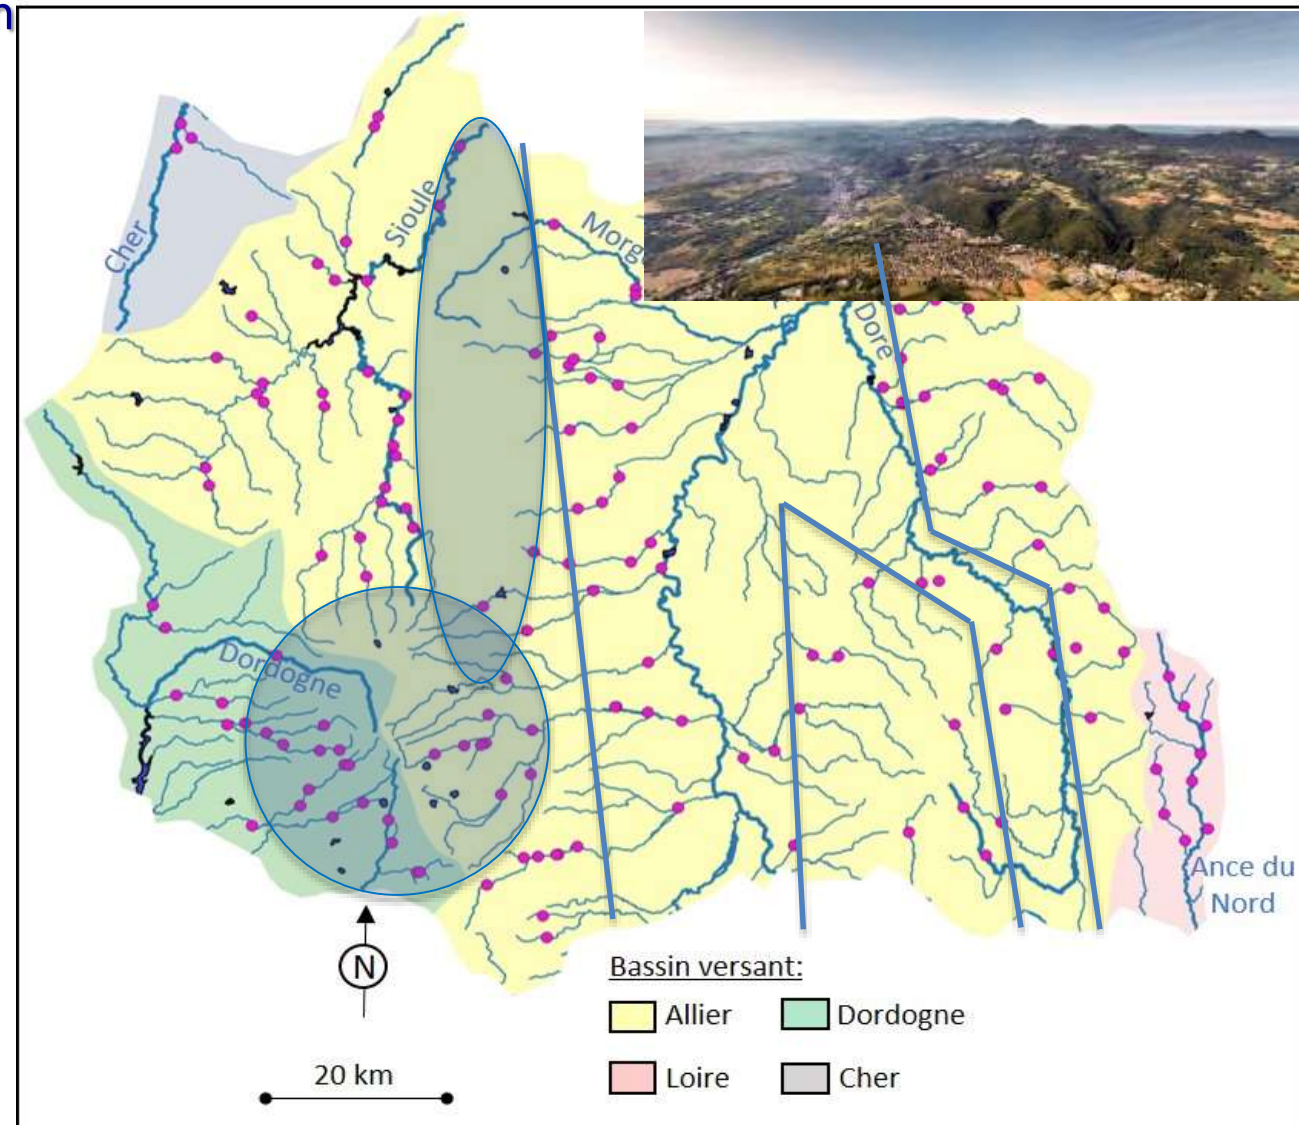 n
Cher
Sioule
Morg
Dore
Dordogne
Ance du
Nord
N
20 km
Bassin versant:
Allier
Dordogne
Loire
Cher